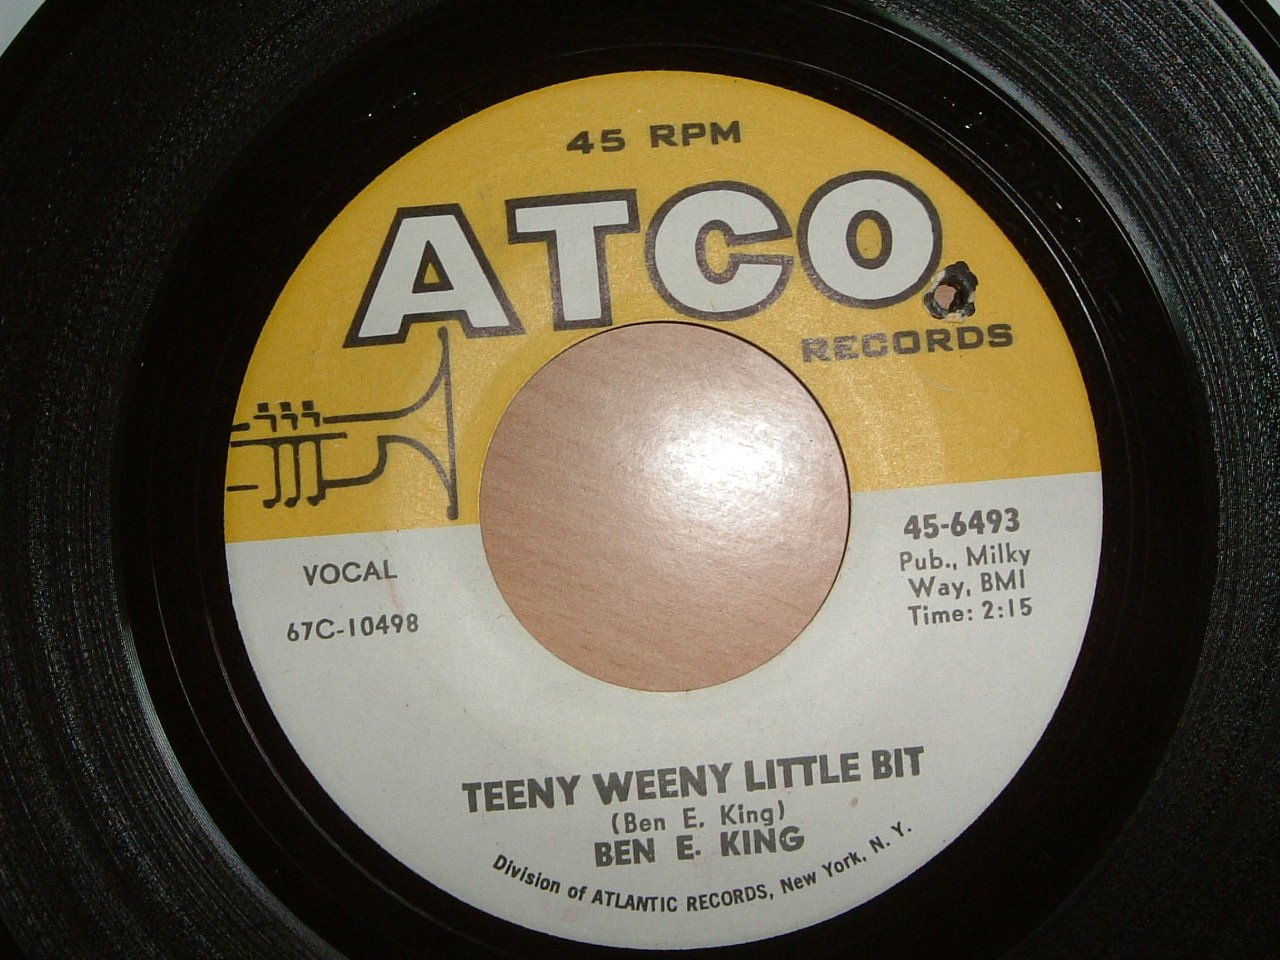 45 RPM
ATCO
RECORDS
VOCAL
67C-10498
45-6493
Pub., Milky
Way, BMI
Time: 2:15
TEENY WEENY LITTLE BIT
(Ben E. King)
BEN E. KING
Division of ATLANTIC RECORDS, New York, N. Y.